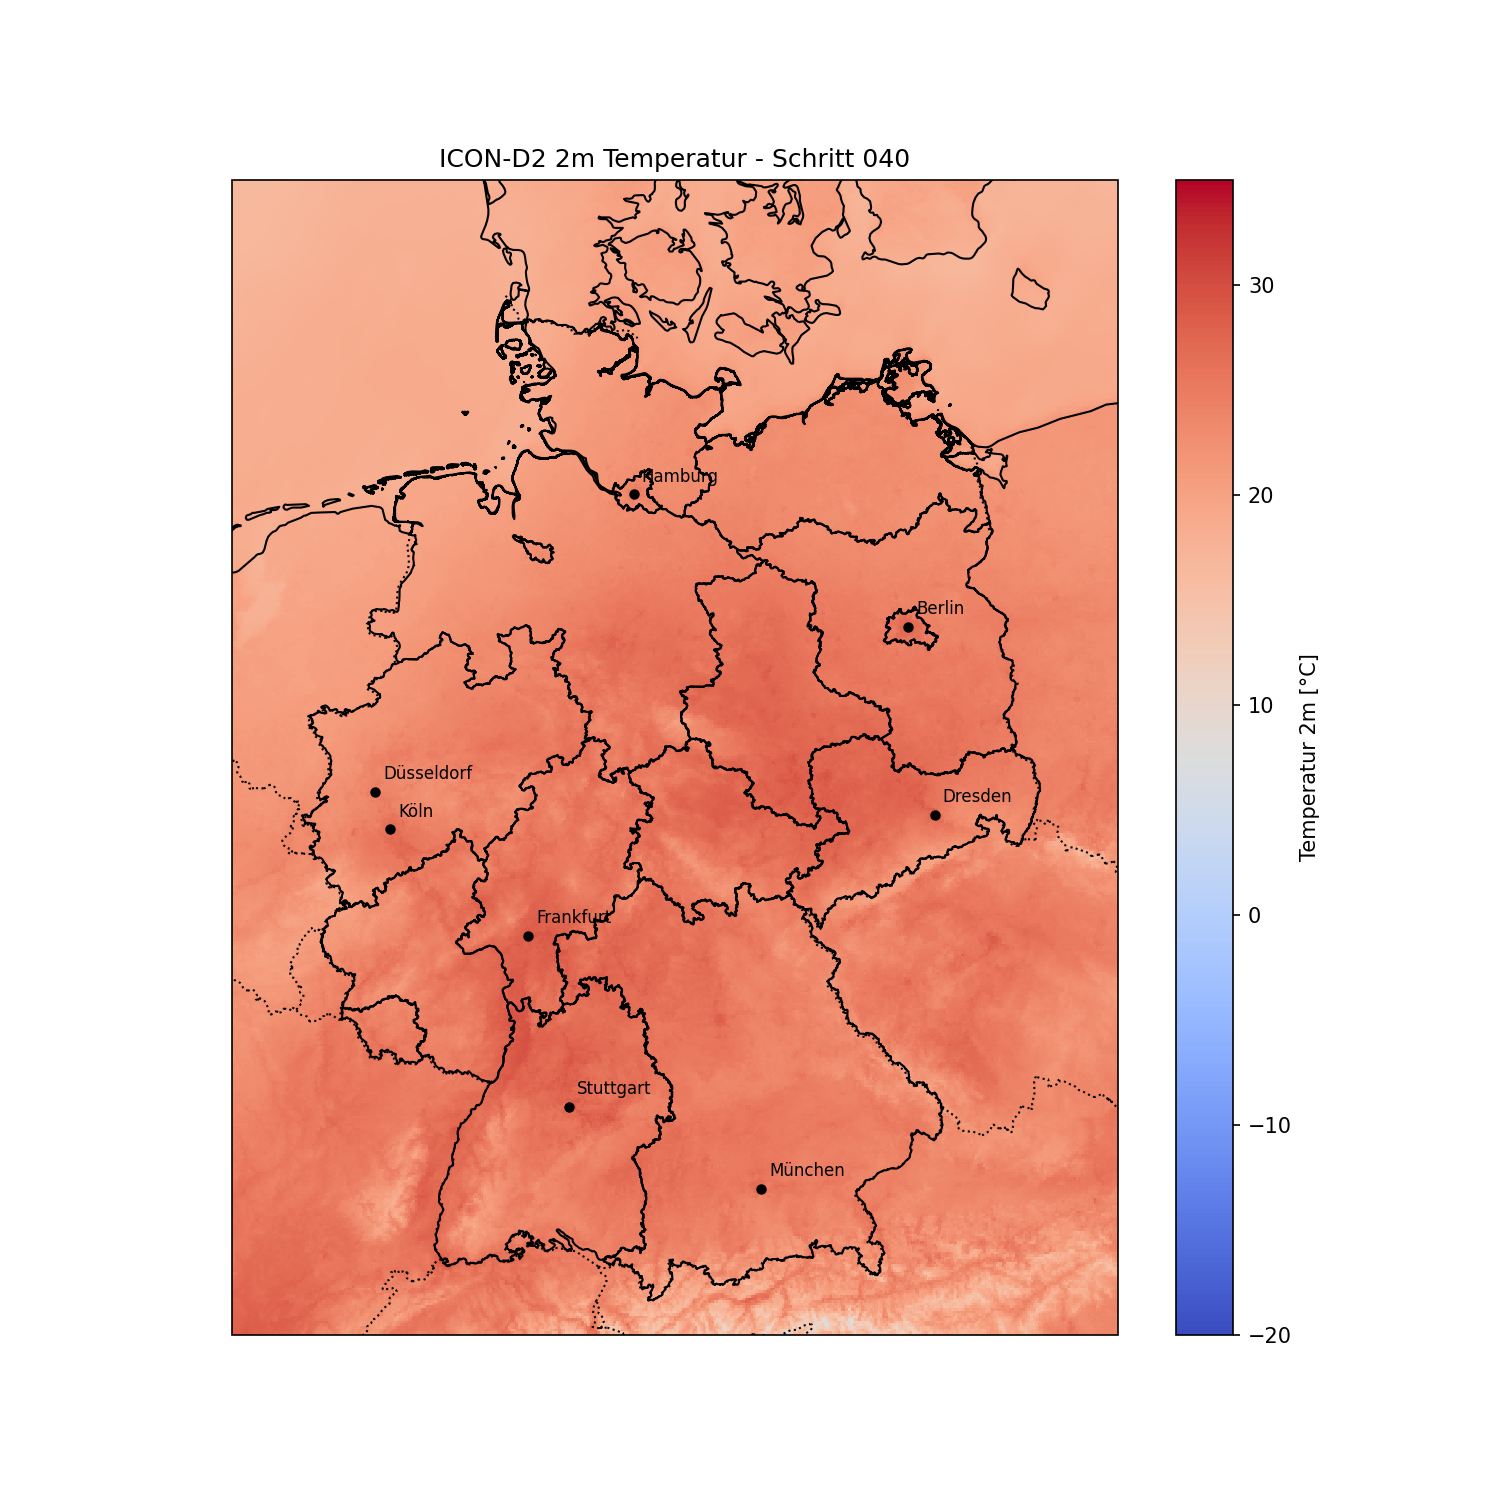 ICON-D2 2m Temperatur - Schritt 040
Hamburg
Berlin
Düsseldorf
Köln
Dresden
Frankfurt
Stuttgart
München
30
20
10
0
−10
−20
Temperatur 2m [°C]